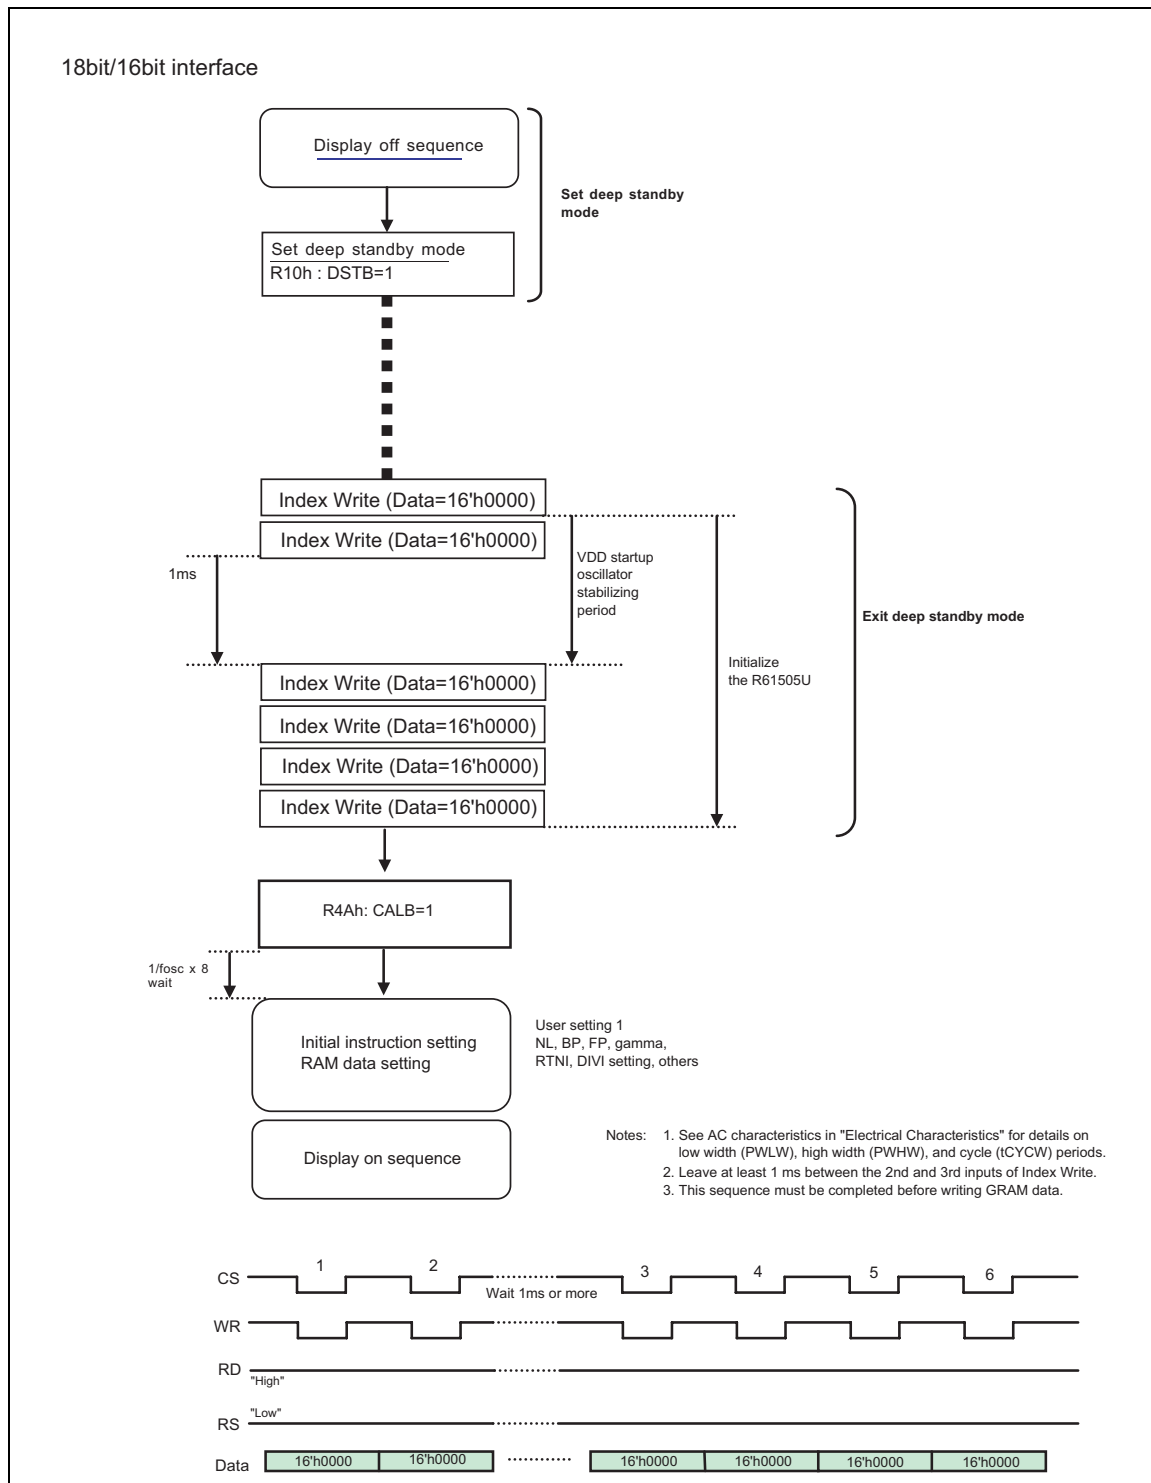 18bit/16bit interface
Display off sequence
Set deep standby
mode
Set deep standby mode
R10h : DSTB=1
Index Write (Data=16'h0000)
Index Write (Data=16'h0000)
1ms
VDD startup
oscillator
stabilizing
period
Exit deep standby mode
Initialize
the R61505U
Index Write (Data=16'h0000)
Index Write (Data=16'h0000)
Index Write (Data=16'h0000)
Index Write (Data=16'h0000)
R4Ah: CALB=1
1/fosc x 8
wait
Initial instruction setting
RAM data setting
User setting 1
NL, BP, FP, gamma,
RTNI, DIVI setting, others
Display on sequence
Notes: 1. See AC characteristics in "Electrical Characteristics" for details on
low width (PWLW), high width (PWHW), and cycle (tCYCW) periods.
2. Leave at least 1 ms between the 2nd and 3rd inputs of Index Write.
3. This sequence must be completed before writing GRAM data.
CS 1 2 3 4 5 6
Wait 1ms or more
WR
RD "High"
RS "Low"
Data 16'h0000 16'h0000 16'h0000 16'h0000 16'h0000 16'h0000